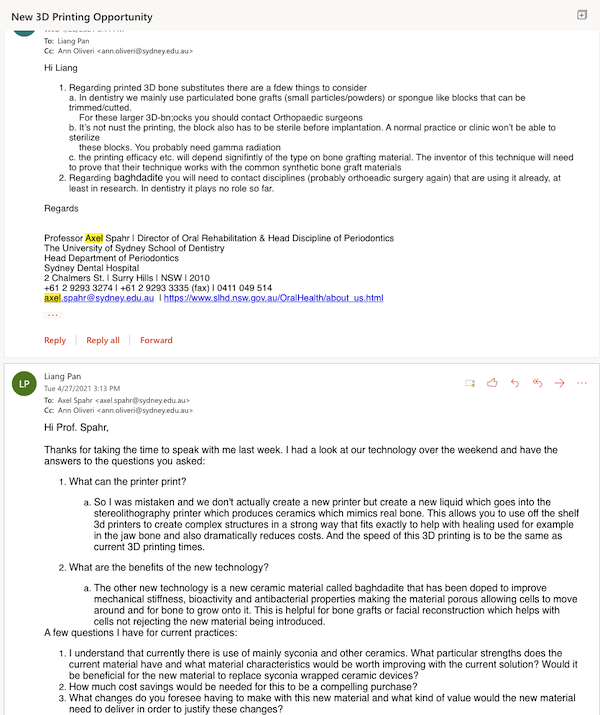 New 3D Printing Opportunity
To: Liang Pan
Cc: Ann Oliveri <ann.oliveri@sydney.edu.au>
Hi Liang
1. Regarding printed 3D bone substitutes there are a fdew things to consider
a. In dentistry we mainly use particulated bone grafts (small particles/powders) or spongue like blocks that can be
trimmed/cutted.
For these larger 3D-bn;ocks you should contact Orthopaedic surgeons
b. It's not nust the printing, the block also has to be sterile before implantation. A normal practice or clinic won't be able to
sterilize
these blocks. You probably need gamma radiation
c. the printing efficacy etc. will depend signifintly of the type on bone grafting material. The inventor of this technique will need
to prove that their technique works with the common synthetic bone graft materials
2. Regarding baghdadite you will need to contact disciplines (probably orthoeadic surgery again) that are using it already, at
least in research. In dentistry it plays no role so far.
Regards
Professor Axel Spahr | Director of Oral Rehabilitation & Head Discipline of Periodontics
The University of Sydney School of Dentistry
Head Department of Periodontics
Sydney Dental Hospital
2 Chalmers St. | Surry Hills | NSW | 2010
+61 2 9293 3274 | +61 2 9293 3335 (fax) | 0411 049 514
axel.spahr@sydney.edu.au | https://www.slhd.nsw.gov.au/OralHealth/about_us.html
...
Reply Reply all Forward
LP
Liang Pan
Tue 4/27/2021 3:13 PM
To: Axel Spahr <axel.spahr@sydney.edu.au>
Cc: Ann Oliveri <ann.oliveri@sydney.edu.au>
Hi Prof. Spahr,
Thanks for taking the time to speak with me last week. I had a look at our technology over the weekend and have the
answers to the questions you asked:
1. What can the printer print?
a. So I was mistaken and we don't actually create a new printer but create a new liquid which goes into the
stereolithography printer which produces ceramics which mimics real bone. This allows you to use off the shelf
3d printers to create complex structures in a strong way that fits exactly to help with healing used for example
in the jaw bone and also dramatically reduces costs. And the speed of this 3D printing is to be the same as
current 3D printing times.
2. What are the benefits of the new technology?
a. The other new technology is a new ceramic material called baghdadite that has been doped to improve
mechanical stiffness, bioactivity and antibacterial properties making the material porous allowing cells to move
around and for bone to grow onto it. This is helpful for bone grafts or facial reconstruction which helps with
cells not rejecting the new material being introduced.
A few questions I have for current practices:
1. I understand that currently there is use of mainly syconia and other ceramics. What particular strengths does the
current material have and what material characteristics would be worth improving with the current solution? Would it
be beneficial for the new material to replace syconia wrapped ceramic devices?
2. How much cost savings would be needed for this to be a compelling purchase?
3. What changes do you foresee having to make with this new material and what kind of value would the new material
need to deliver in order to justify these changes?